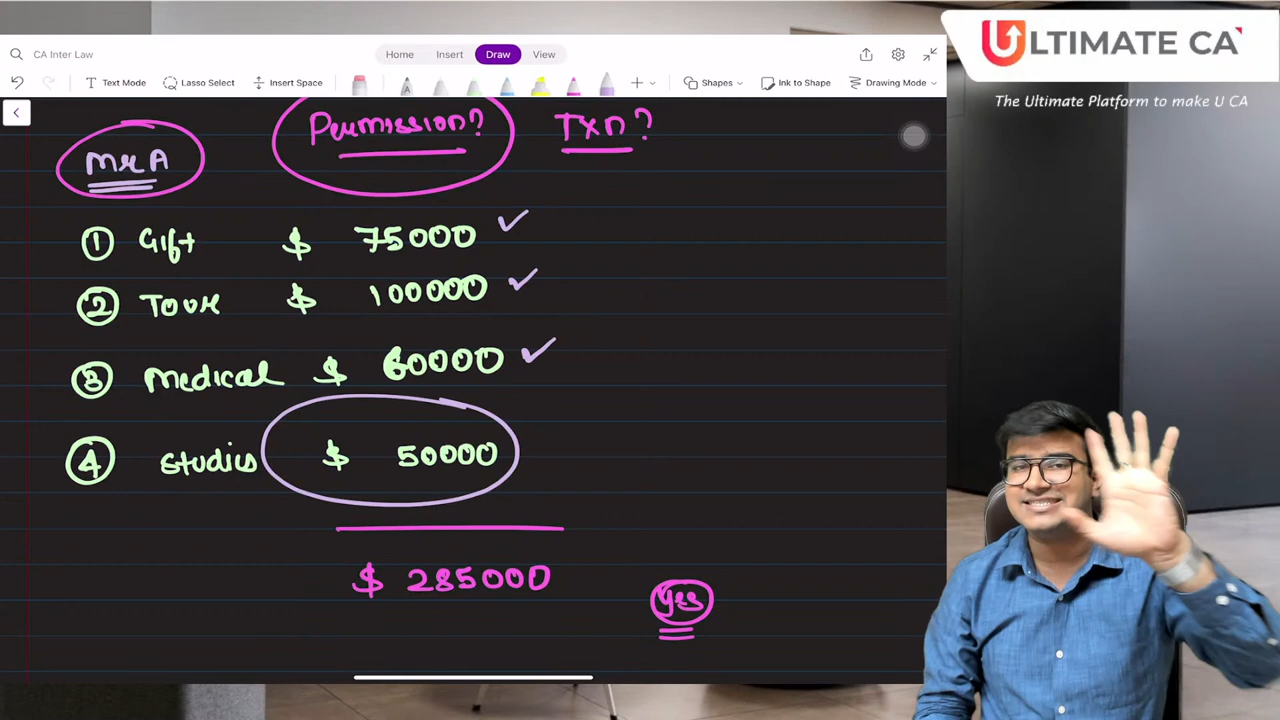 ULTIMATE CA
The Ultimate Platform to make U CA
CA Inter Law
Home Insert Draw View
Text Mode Lasso Select Insert Space Shapes Ink to Shape Drawing Mode
Permission? Txn?
Mr A
① Gift $ 75000 ✓
② Tour $ 100000 ✓
③ Medical $ 60000 ✓
④ Studies $ 50000
$ 285000
Yes